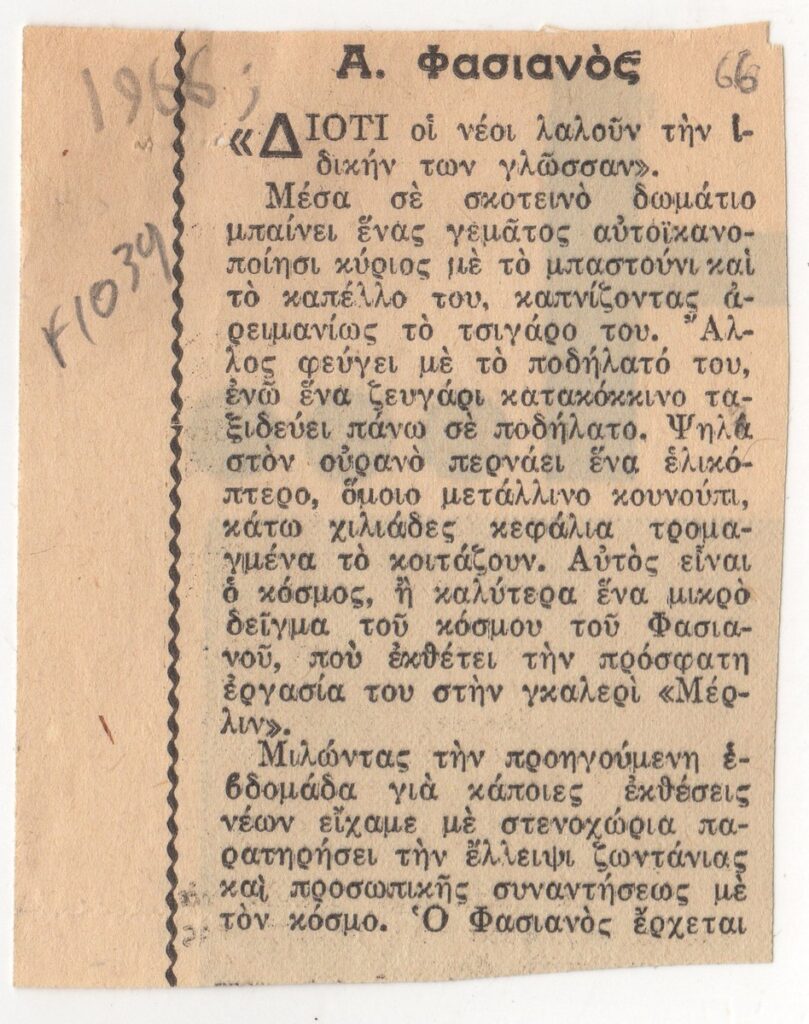 1966;
Α. Φασιανὸς
66
«ΔΙΟΤΙ οἱ νέοι λαλοῦν τὴν ἰ-
δικήν των γλῶσσαν».
Μέσα σὲ σκοτεινὸ δωμάτιο
μπαίνει ἕνας γεμᾶτος αὐτοϊκανο-
ποίησι κύριος μὲ τὸ μπαστούνι καὶ
τὸ καπέλλο του, καπνίζοντας ἀ-
ρειμανίως τὸ τσιγάρο του. Ἄλ-
λος φεύγει μὲ τὸ ποδήλατό του,
ἐνῶ ἕνα ζευγάρι κατακόκκινο τα-
ξιδεύει πάνω σὲ ποδήλατο. Ψηλὰ
στὸν οὐρανὸ περνάει ἕνα ἑλικό-
πτερο, ὅμοιο μετάλλινο κουνούπι,
κάτω χιλιάδες κεφάλια τρομα-
γμένα τὸ κοιτάζουν. Αὐτὸς εἶναι
ὁ κόσμος, ἢ καλύτερα ἕνα μικρὸ
δεῖγμα τοῦ κόσμου τοῦ Φασια-
νοῦ, ποὺ ἐκθέτει τὴν πρόσφατη
ἐργασία του στὴν γκαλερὶ «Μέρ-
λιν».
Μιλώντας τὴν προηγούμενη ἑ-
βδομάδα γιὰ κάποιες ἐκθέσεις
νέων εἴχαμε μὲ στενοχώρια πα-
ρατηρήσει τὴν ἔλλειψι ζωντάνιας
καὶ προσωπικῆς συναντήσεως μὲ
τὸν κόσμο. Ὁ Φασιανὸς ἔρχεται
F1039